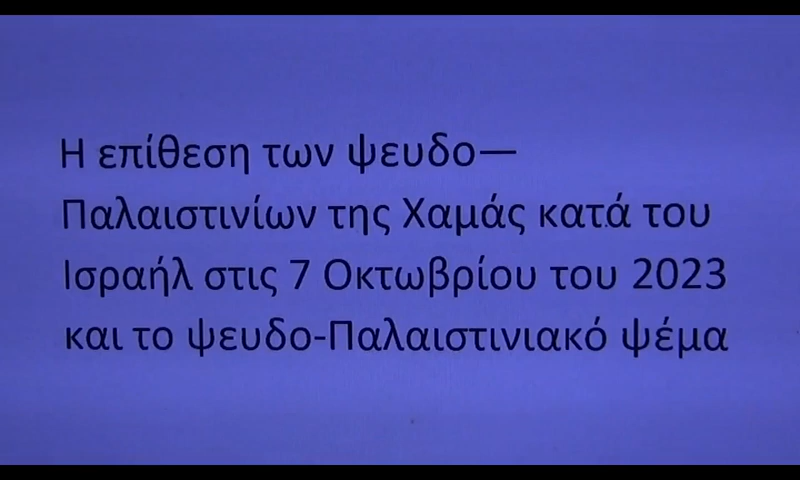 Η επίθεση των ψευδο—
Παλαιστινίων της Χαμάς κατά του
Ισραήλ στις 7 Οκτωβρίου του 2023
και το ψευδο-Παλαιστινιακό ψέμα